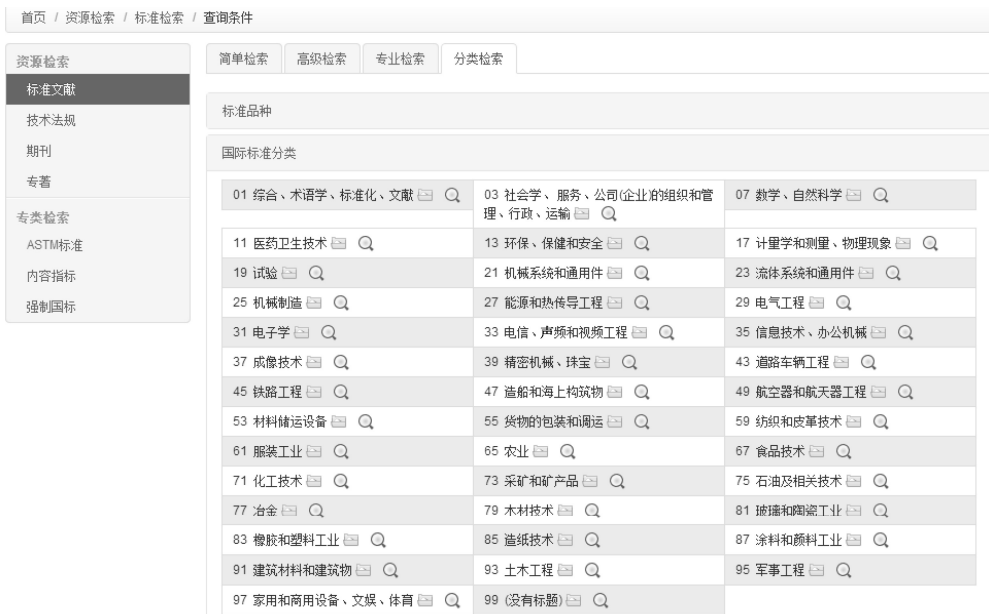 首页 / 资源检索 / 标准检索 / 查询条件
资源检索
标准文献
技术法规
期刊
专著
专类检索
ASTM标准
内容指标
强制国标
简单检索 高级检索 专业检索 分类检索
标准品种
国际标准分类
01 综合、术语学、标准化、文献 03 社会学、服务、公司(企业)的组织和管 07 数学、自然科学
理、行政、运输
11 医药卫生技术 13 环保、保健和安全 17 计量学和测量、物理现象
19 试验 21 机械系统和通用件 23 流体系统和通用件
25 机械制造 27 能源和热传导工程 29 电气工程
31 电子学 33 电信、声频和视频工程 35 信息技术、办公机械
37 成像技术 39 精密机械、珠宝 43 道路车辆工程
45 铁路工程 47 造船和海上构筑物 49 航空器和航天器工程
53 材料储运设备 55 货物的包装和调运 59 纺织和皮革技术
61 服装工业 65 农业 67 食品技术
71 化工技术 73 采矿和矿产品 75 石油及相关技术
77 冶金 79 木材技术 81 玻璃和陶瓷工业
83 橡胶和塑料工业 85 造纸技术 87 涂料和颜料工业
91 建筑材料和建筑物 93 土木工程 95 军事工程
97 家用和商用设备、文娱、体育 99 (没有标题)